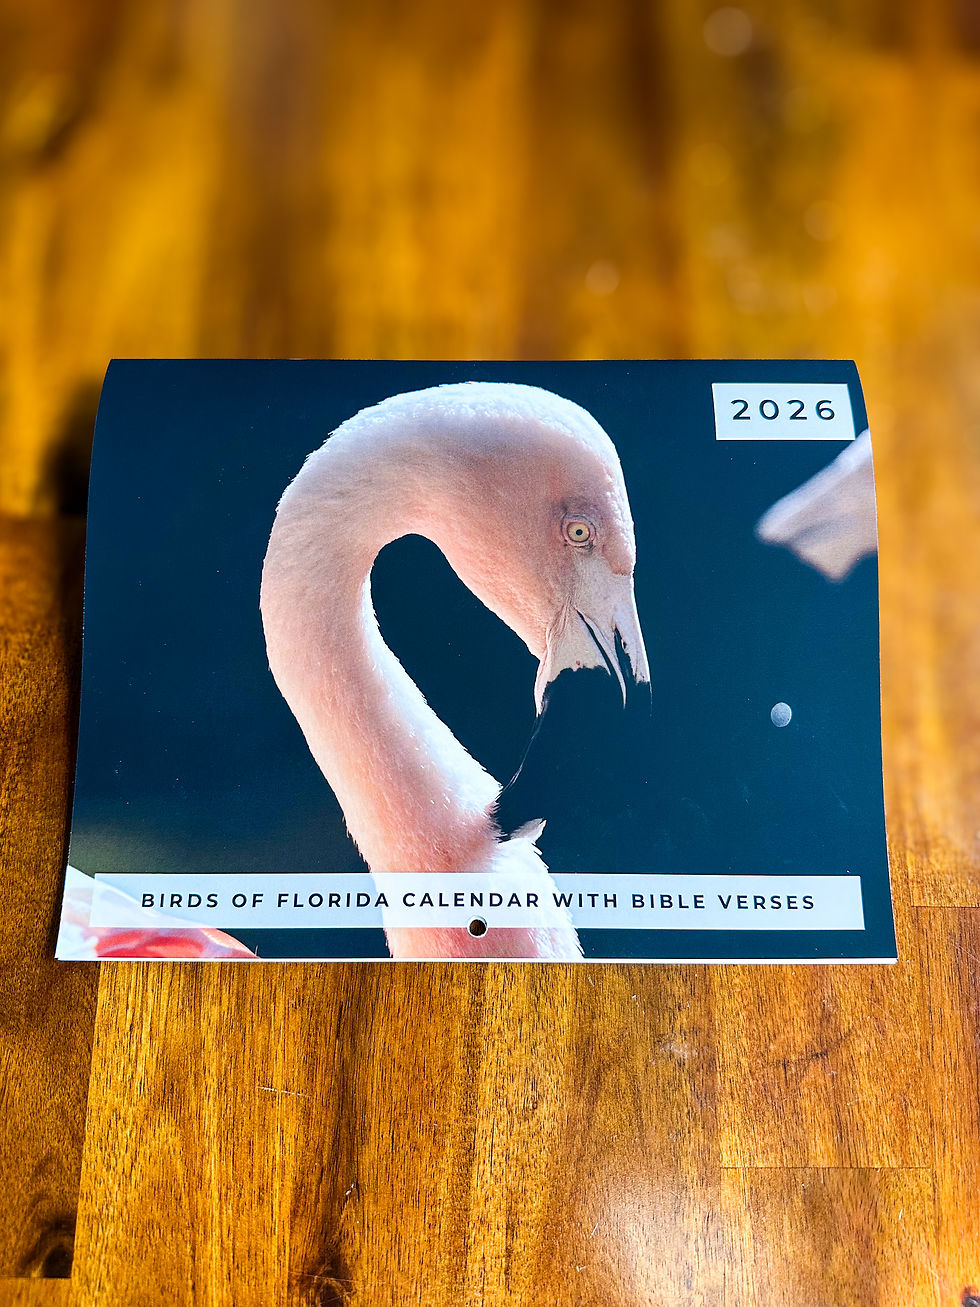 2026
BIRDS OF FLORIDA CALENDAR WITH BIBLE VERSES